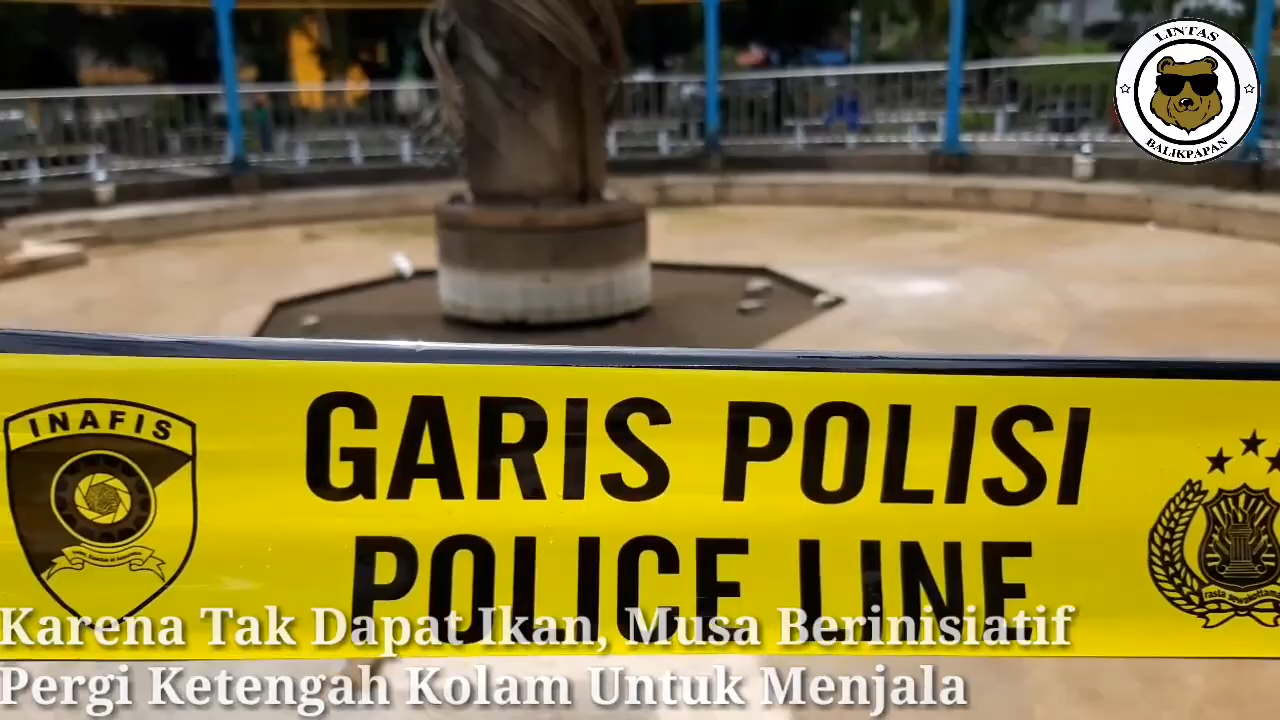 LINTAS
BALIKPAPAN
INAFIS
GARIS POLISI
POLICE LINE
Karena Tak Dapat Ikan, Musa Berinisiatif
Pergi Ketengah Kolam Untuk Menjala